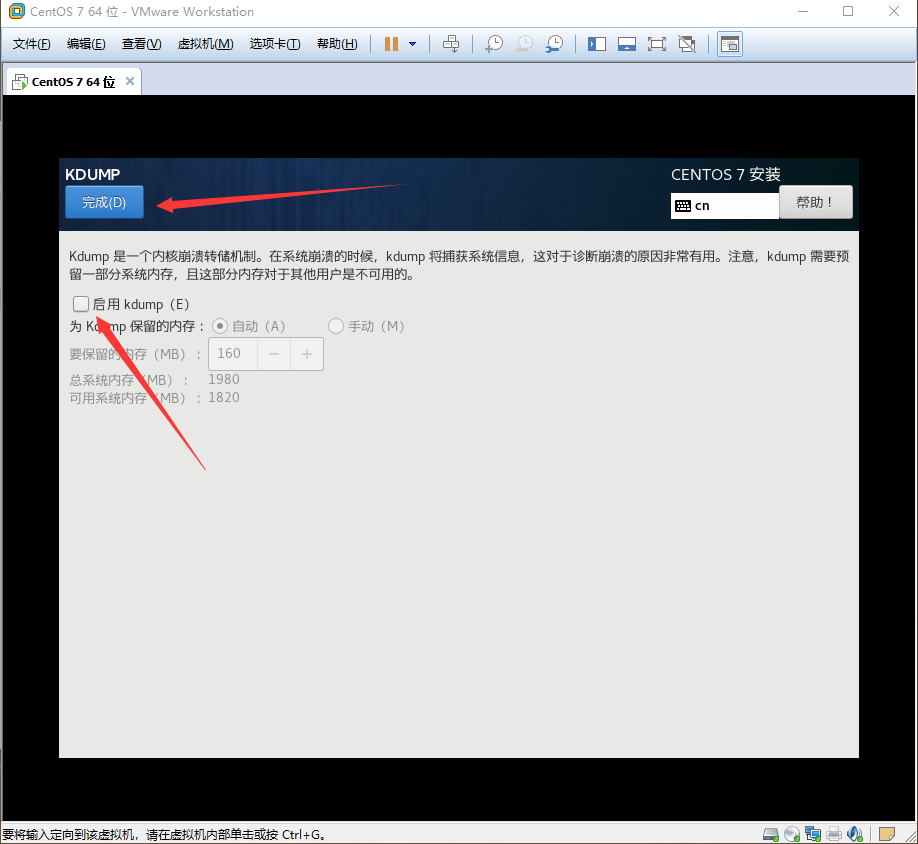 CentOS 7 64 位 - VMware Workstation
文件(F) 编辑(E) 查看(V) 虚拟机(M) 选项卡(T) 帮助(H)
CentOS 7 64 位
KDUMP
CENTOS 7 安装
完成(D)
cn
帮助！
Kdump 是一个内核崩溃转储机制。在系统崩溃的时候，kdump 将捕获系统信息，这对于诊断崩溃的原因非常有用。注意，kdump 需要预
留一部分系统内存，且这部分内存对于其他用户是不可用的。
启用 kdump（E）
为 Kdump 保留的内存： 自动（A） 手动（M）
要保留的内存（MB）： 160 − +
总系统内存（MB）： 1980
可用系统内存（MB）： 1820
要将输入定向到该虚拟机，请在虚拟机内部单击或按 Ctrl+G。